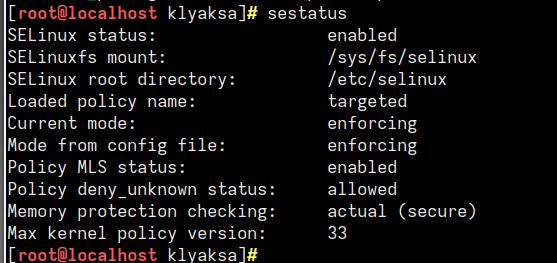 [root@localhost klyaksa]# sestatus
SELinux status:                 enabled
SELinuxfs mount:                /sys/fs/selinux
SELinux root directory:         /etc/selinux
Loaded policy name:             targeted
Current mode:                   enforcing
Mode from config file:          enforcing
Policy MLS status:              enabled
Policy deny_unknown status:     allowed
Memory protection checking:     actual (secure)
Max kernel policy version:      33
[root@localhost klyaksa]#